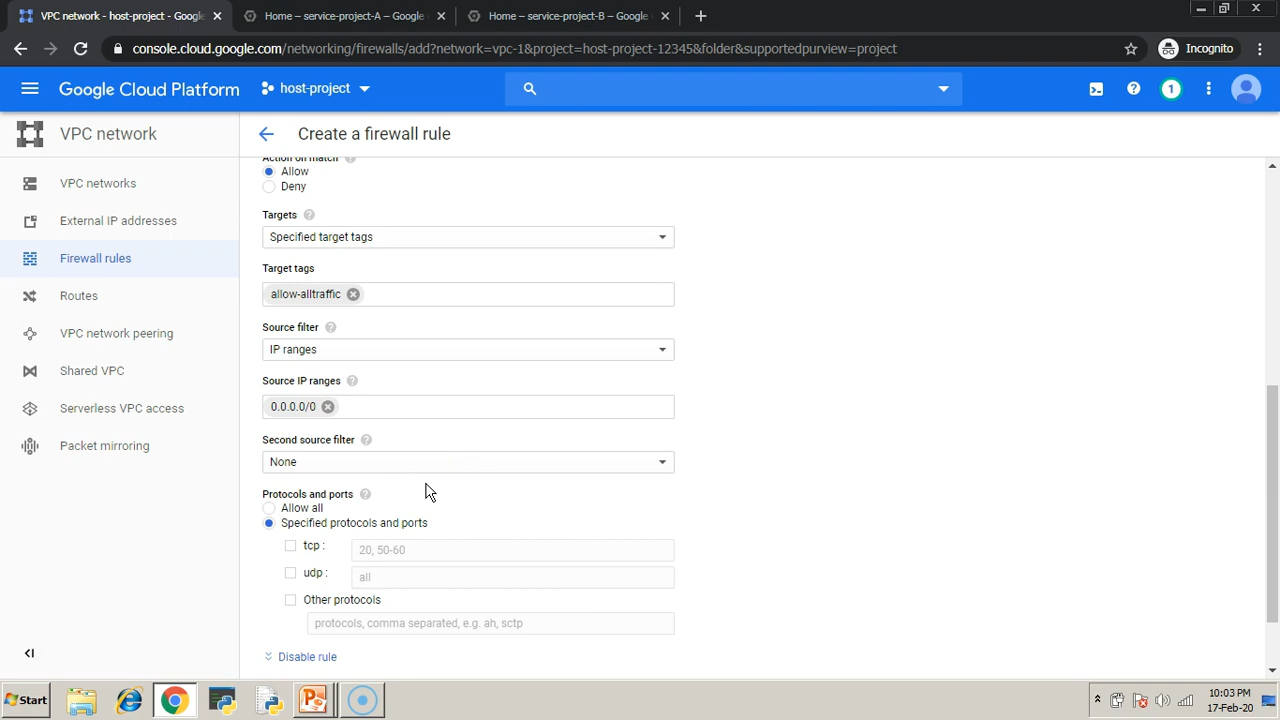 VPC network - host-project - Google
Home – service-project-A – Google
Home – service-project-B – Google
console.cloud.google.com/networking/firewalls/add?network=vpc-1&project=host-project-12345&folder&supportedpurview=project
Incognito
Google Cloud Platform
host-project
1
VPC network
Create a firewall rule
Action on match
VPC networks
External IP addresses
Firewall rules
Routes
VPC network peering
Shared VPC
Serverless VPC access
Packet mirroring
Allow
Deny
Targets
Specified target tags
Target tags
allow-alltraffic
Source filter
IP ranges
Source IP ranges
0.0.0.0/0
Second source filter
None
Protocols and ports
Allow all
Specified protocols and ports
tcp : 20, 50-60
udp : all
Other protocols
protocols, comma separated, e.g. ah, sctp
Disable rule
Start
10:03 PM
17-Feb-20